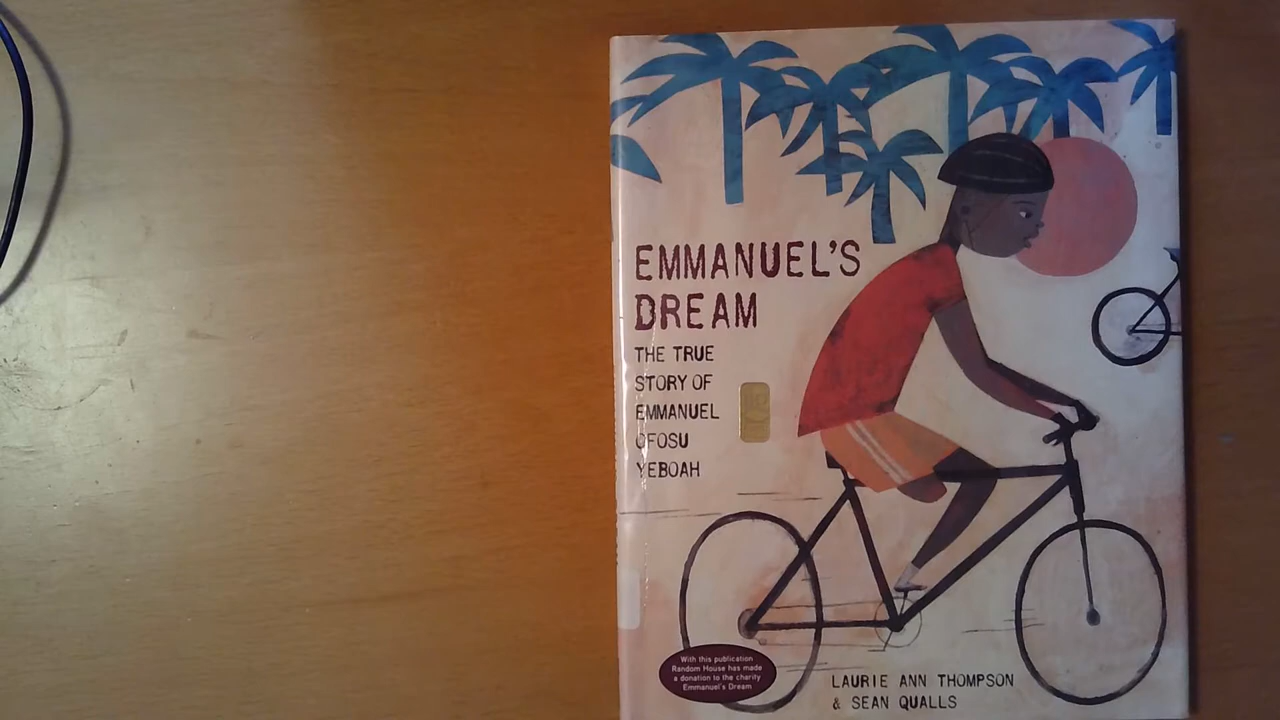 EMMANUEL'S
DREAM
THE TRUE
STORY OF
EMMANUEL
OFOSU
YEBOAH
With this publication
Random House has made
a donation to the charity
Emmanuel's Dream
LAURIE ANN THOMPSON
& SEAN QUALLS